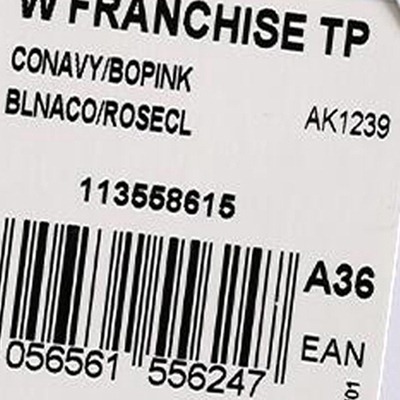 W FRANCHISE TP
CONAVY/BOPINK
BLNACO/ROSECL
AK1239
113558615
A36
EAN
056561 556247